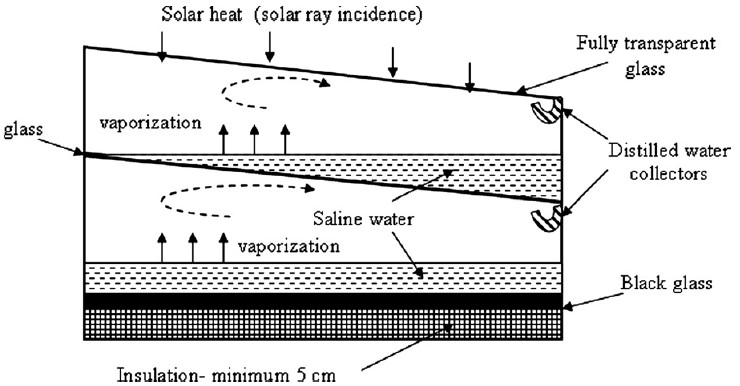 Solar heat (solar ray incidence)
Fully transparent
glass
vaporization
glass
Distilled water
collectors
Saline water
vaporization
Black glass
Insulation- minimum 5 cm